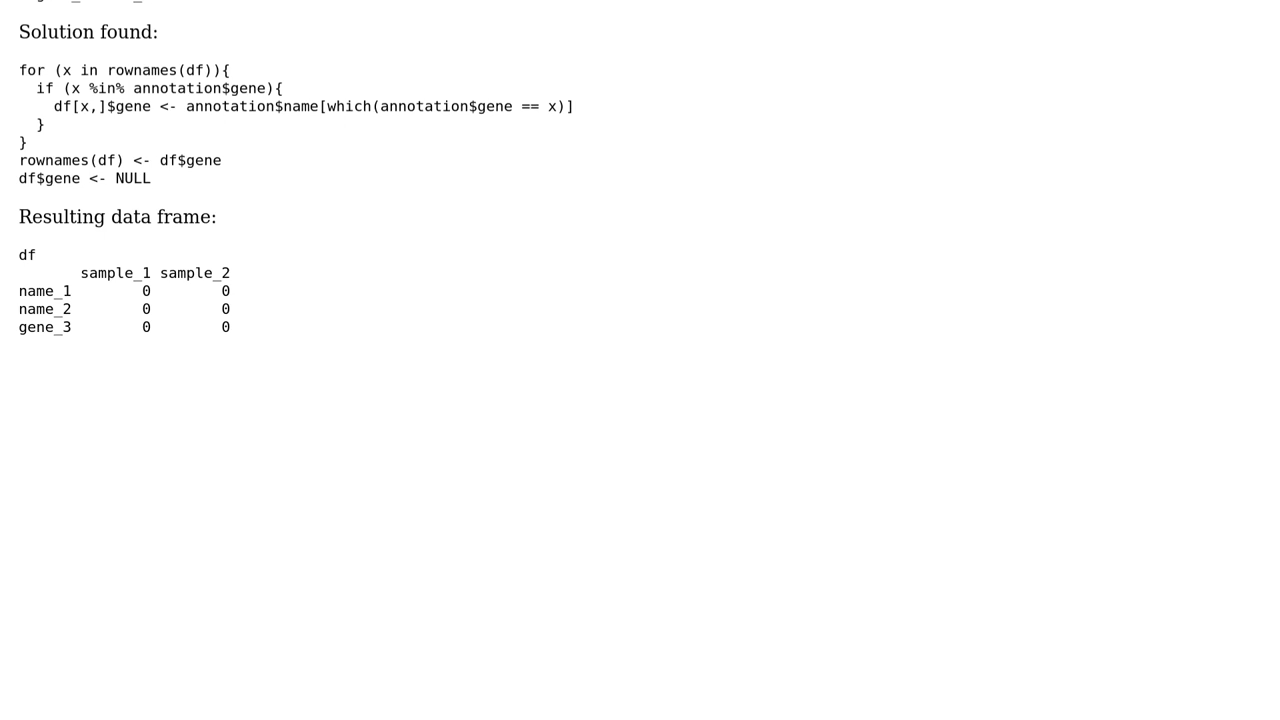 Solution found:
for (x in rownames(df)){
  if (x %in% annotation$gene){
    df[x,]$gene <- annotation$name[which(annotation$gene == x)]
  }
}
rownames(df) <- df$gene
df$gene <- NULL
Resulting data frame:
df
       sample_1 sample_2
name_1        0        0
name_2        0        0
gene_3        0        0